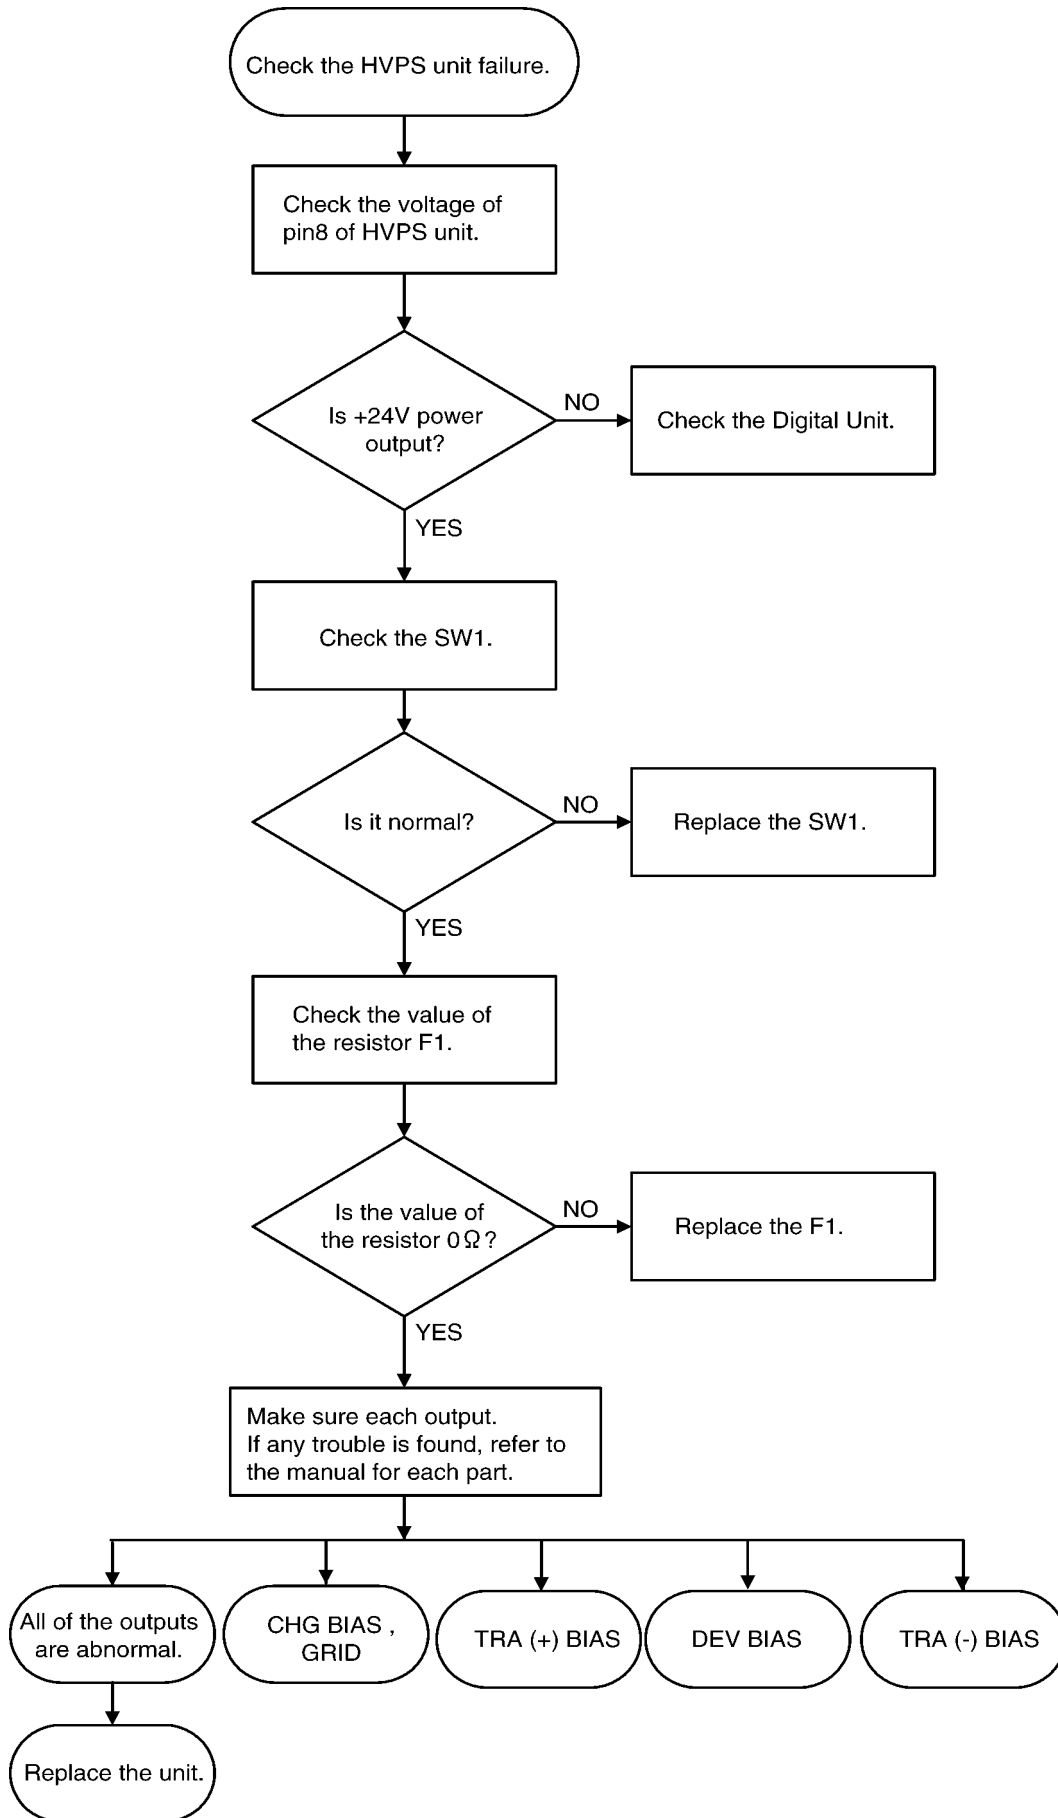 Check the HVPS unit failure.
Check the voltage of
pin8 of HVPS unit.
Is +24V power
output?
NO
Check the Digital Unit.
YES
Check the SW1.
Is it normal?
NO
Replace the SW1.
YES
Check the value of
the resistor F1.
Is the value of
the resistor 0Ω?
NO
Replace the F1.
YES
Make sure each output.
If any trouble is found, refer to
the manual for each part.
All of the outputs
are abnormal.
CHG BIAS ,
GRID
TRA (+) BIAS
DEV BIAS
TRA (-) BIAS
Replace the unit.